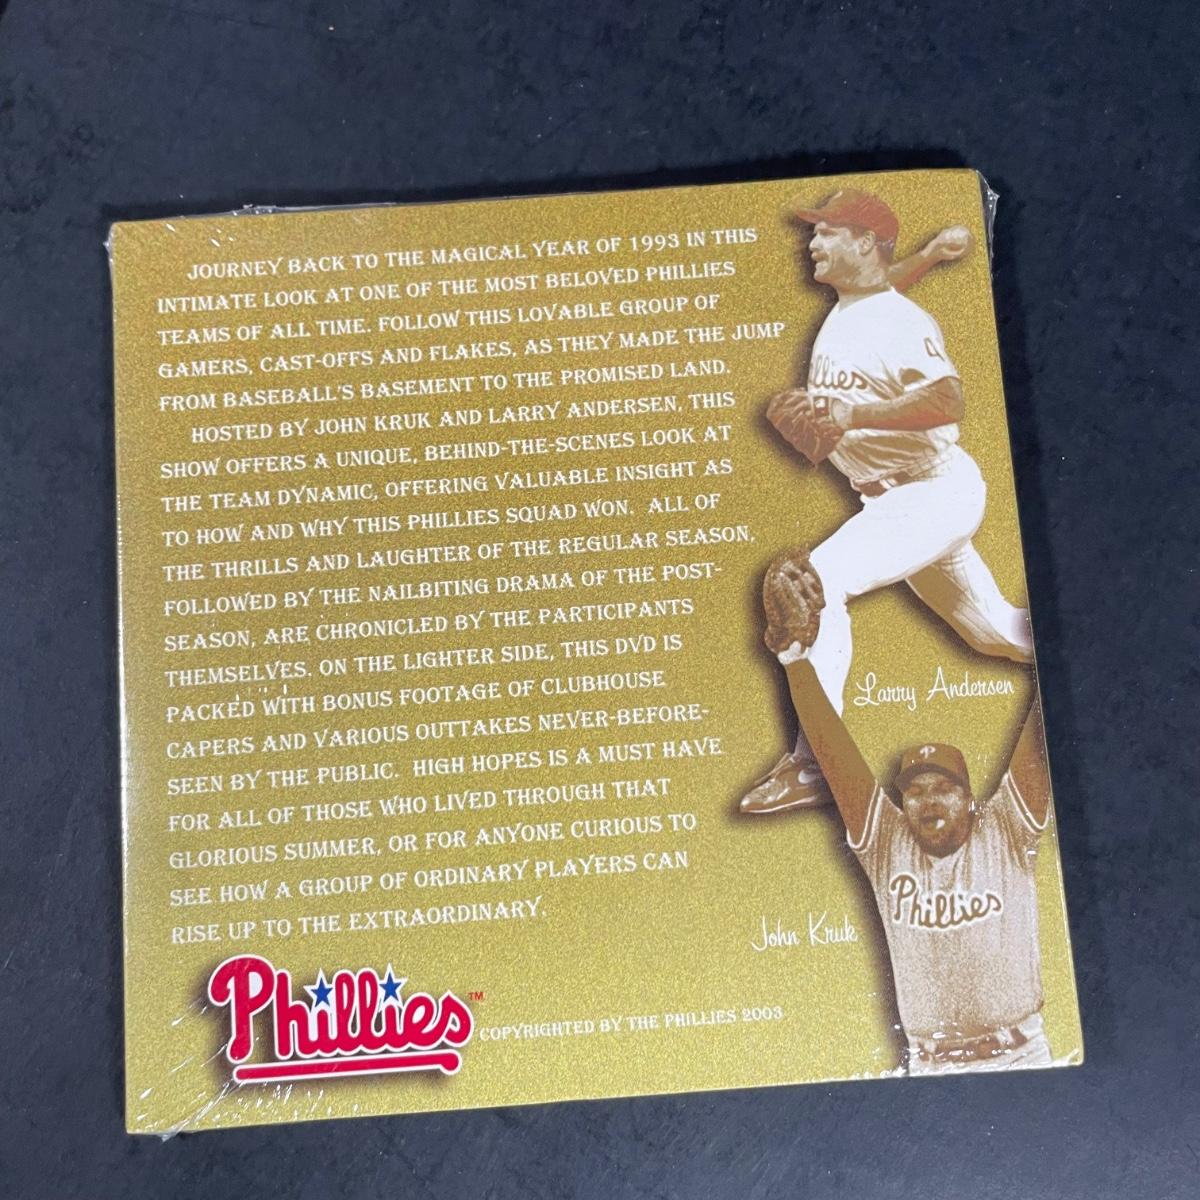 JOURNEY BACK TO THE MAGICAL YEAR OF 1993 IN THIS
INTIMATE LOOK AT ONE OF THE MOST BELOVED PHILLIES
TEAMS OF ALL TIME. FOLLOW THIS LOVABLE GROUP OF
GAMERS, CAST-OFFS AND FLAKES, AS THEY MADE THE JUMP
FROM BASEBALL'S BASEMENT TO THE PROMISED LAND.
HOSTED BY JOHN KRUK AND LARRY ANDERSEN, THIS
SHOW OFFERS A UNIQUE, BEHIND-THE-SCENES LOOK AT
THE TEAM DYNAMIC, OFFERING VALUABLE INSIGHT AS
TO HOW AND WHY THIS PHILLIES SQUAD WON. ALL OF
THE THRILLS AND LAUGHTER OF THE REGULAR SEASON,
FOLLOWED BY THE NAILBITING DRAMA OF THE POST-
SEASON, ARE CHRONICLED BY THE PARTICIPANTS
THEMSELVES. ON THE LIGHTER SIDE, THIS DVD IS
PACKED WITH BONUS FOOTAGE OF CLUBHOUSE
CAPERS AND VARIOUS OUTTAKES NEVER-BEFORE-
SEEN BY THE PUBLIC. HIGH HOPES IS A MUST HAVE
FOR ALL OF THOSE WHO LIVED THROUGH THAT
GLORIOUS SUMMER, OR FOR ANYONE CURIOUS TO
SEE HOW A GROUP OF ORDINARY PLAYERS CAN
RISE UP TO THE EXTRAORDINARY.
Phillies™
COPYRIGHTED BY THE PHILLIES 2003
illies
4
Larry Andersen
P
Phillies
John Kruk